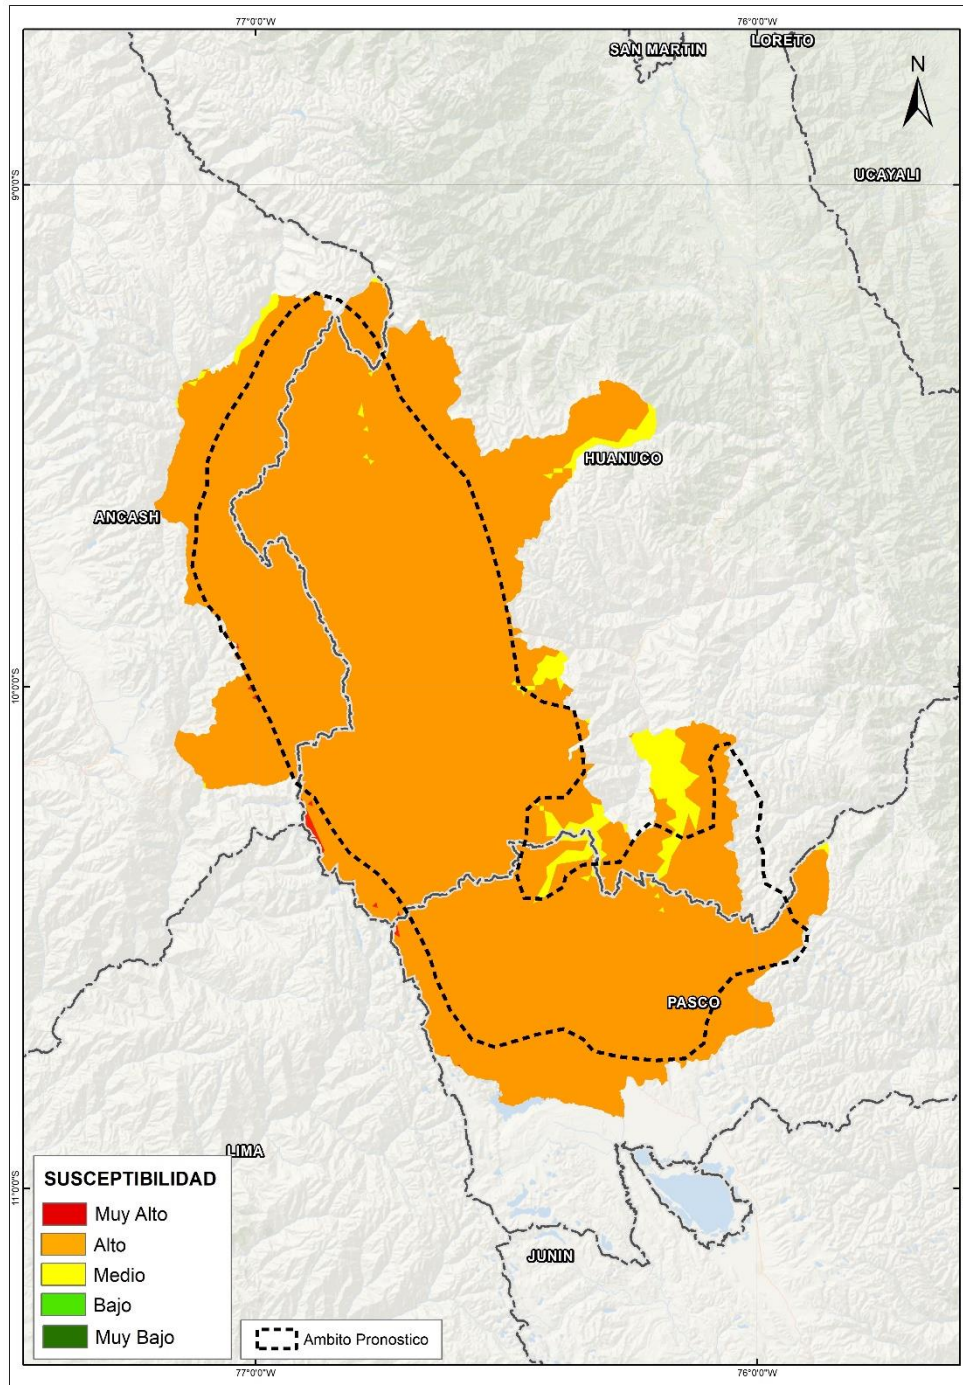 77°0'0"W
76°0'0"W
SAN MARTIN
LORETO
N
UCAYALI
9°0'0"S
HUANUCO
ANCASH
10°0'0"S
PASCO
LIMA
11°0'0"S
JUNIN
SUSCEPTIBILIDAD
Muy Alto
Alto
Medio
Bajo
Muy Bajo
Ambito Pronostico
77°0'0"W
76°0'0"W